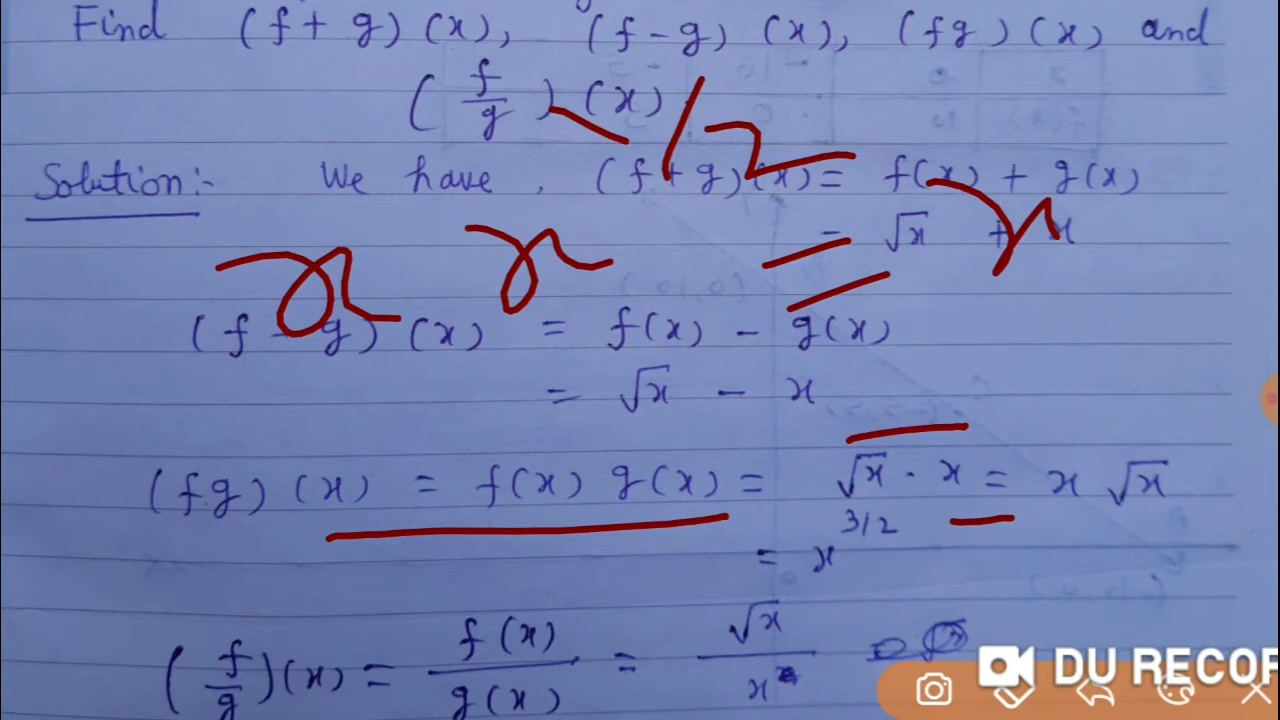 Find (f + g) (x), (f - g) (x), (fg) (x) and
(f/g) (x)
Solution:- We have, (f + g) (x) = f(x) + g(x)
= √x + x
(f - g) (x) = f(x) - g(x)
= √x - x
(f.g) (x) = f(x) g(x) = √x . x = x √x
= x^3/2
(f/g)(x) = f(x)/g(x) = √x/x
DU RECOR